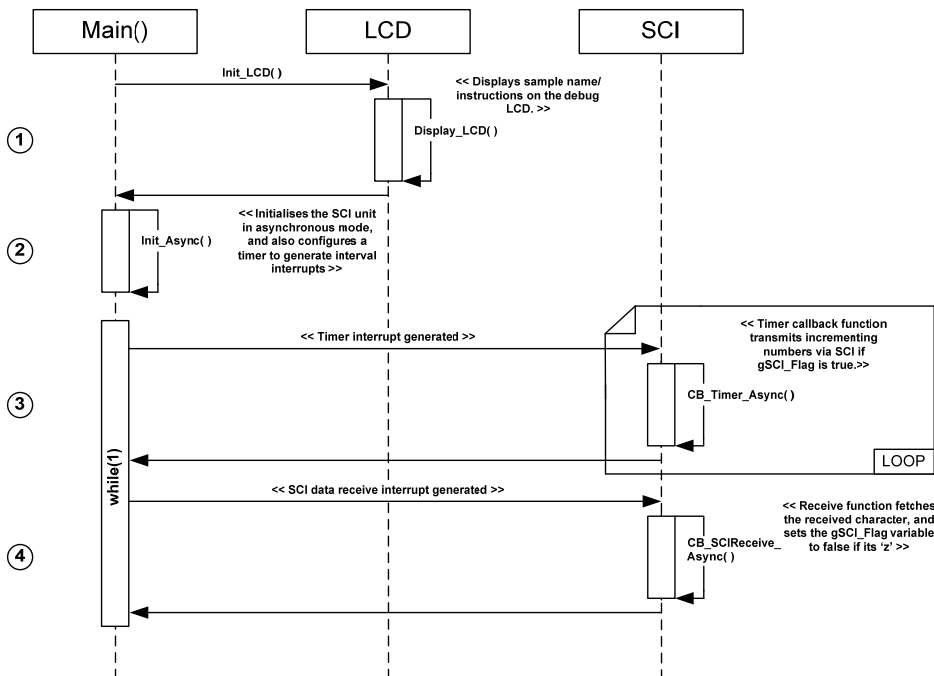 Main()
LCD
SCI
Init_LCD( )
<< Displays sample name/
instructions on the debug
LCD. >>
1
Display_LCD( )
2
Init_Async( )
<< Initialises the SCI unit
in asynchronous mode,
and also configures a
timer to generate interval
interrupts >>
<< Timer interrupt generated >>
<< Timer callback function
transmits incrementing
numbers via SCI if
gSCI_Flag is true.>>
3
CB_Timer_Async( )
while(1)
LOOP
<< SCI data receive interrupt generated >>
<< Receive function fetches
the received character, and
sets the gSCI_Flag variable
to false if its ‘z’ >>
4
CB_SCIReceive_
Async( )